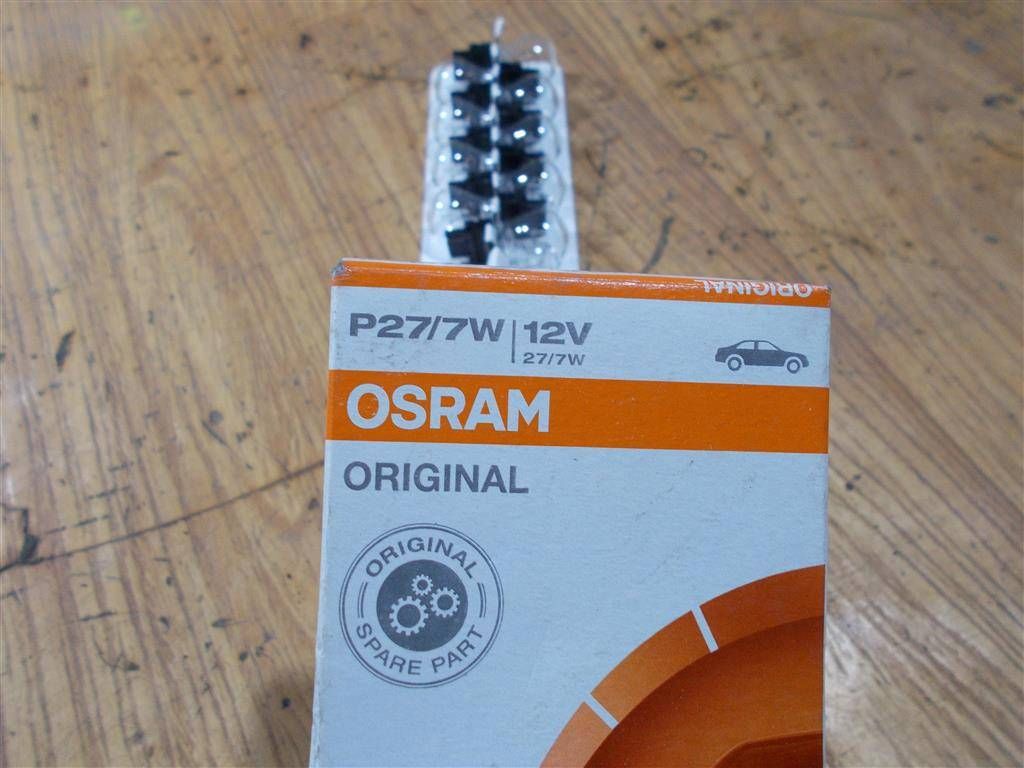 ORIGINAL
P27/7W | 12V
27/7W
OSRAM
ORIGINAL
ORIGINAL
SPARE PART